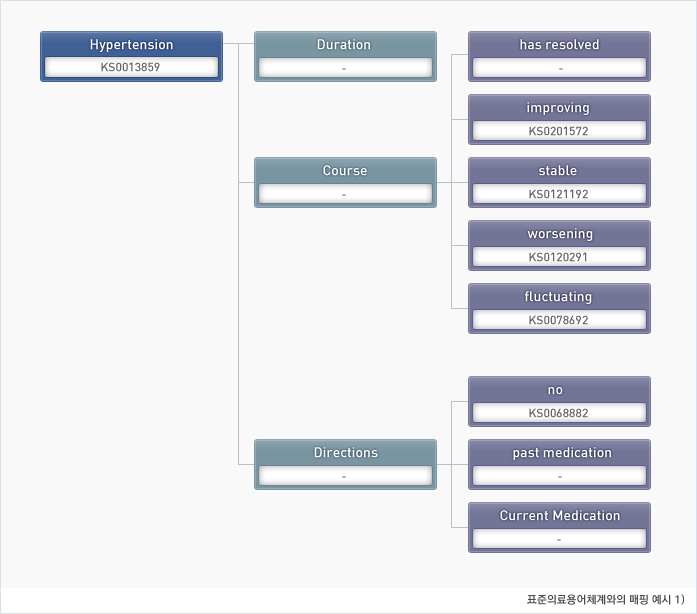 Hypertension
KS0013859
Duration
-
Course
-
Directions
-
has resolved
-
improving
KS0201572
stable
KS0121192
worsening
KS0120291
fluctuating
KS0078692
no
KS0068882
past medication
-
Current Medication
-
표준의료용어체계와의 매핑 예시 1)